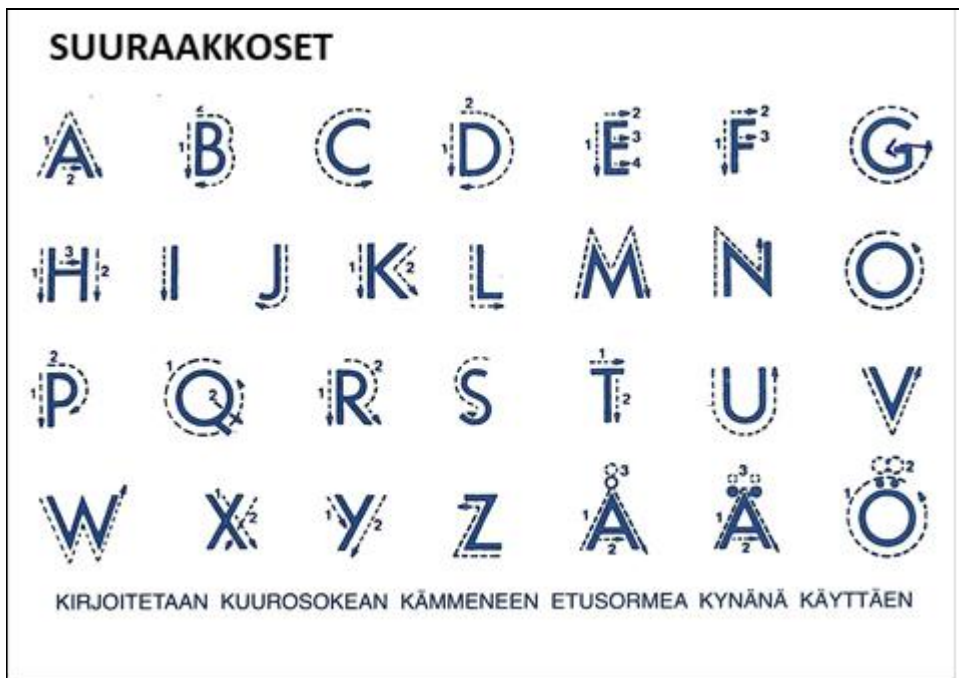 SUURAAKKOSET
A B C D E F G
H I J K L M N O
P Q R S T U V
W X Y Z Å Ä Ö
KIRJOITETAAN KUUROSOKEAN KÄMMENEEN ETUSORMEA KYNÄNÄ KÄYTTÄEN